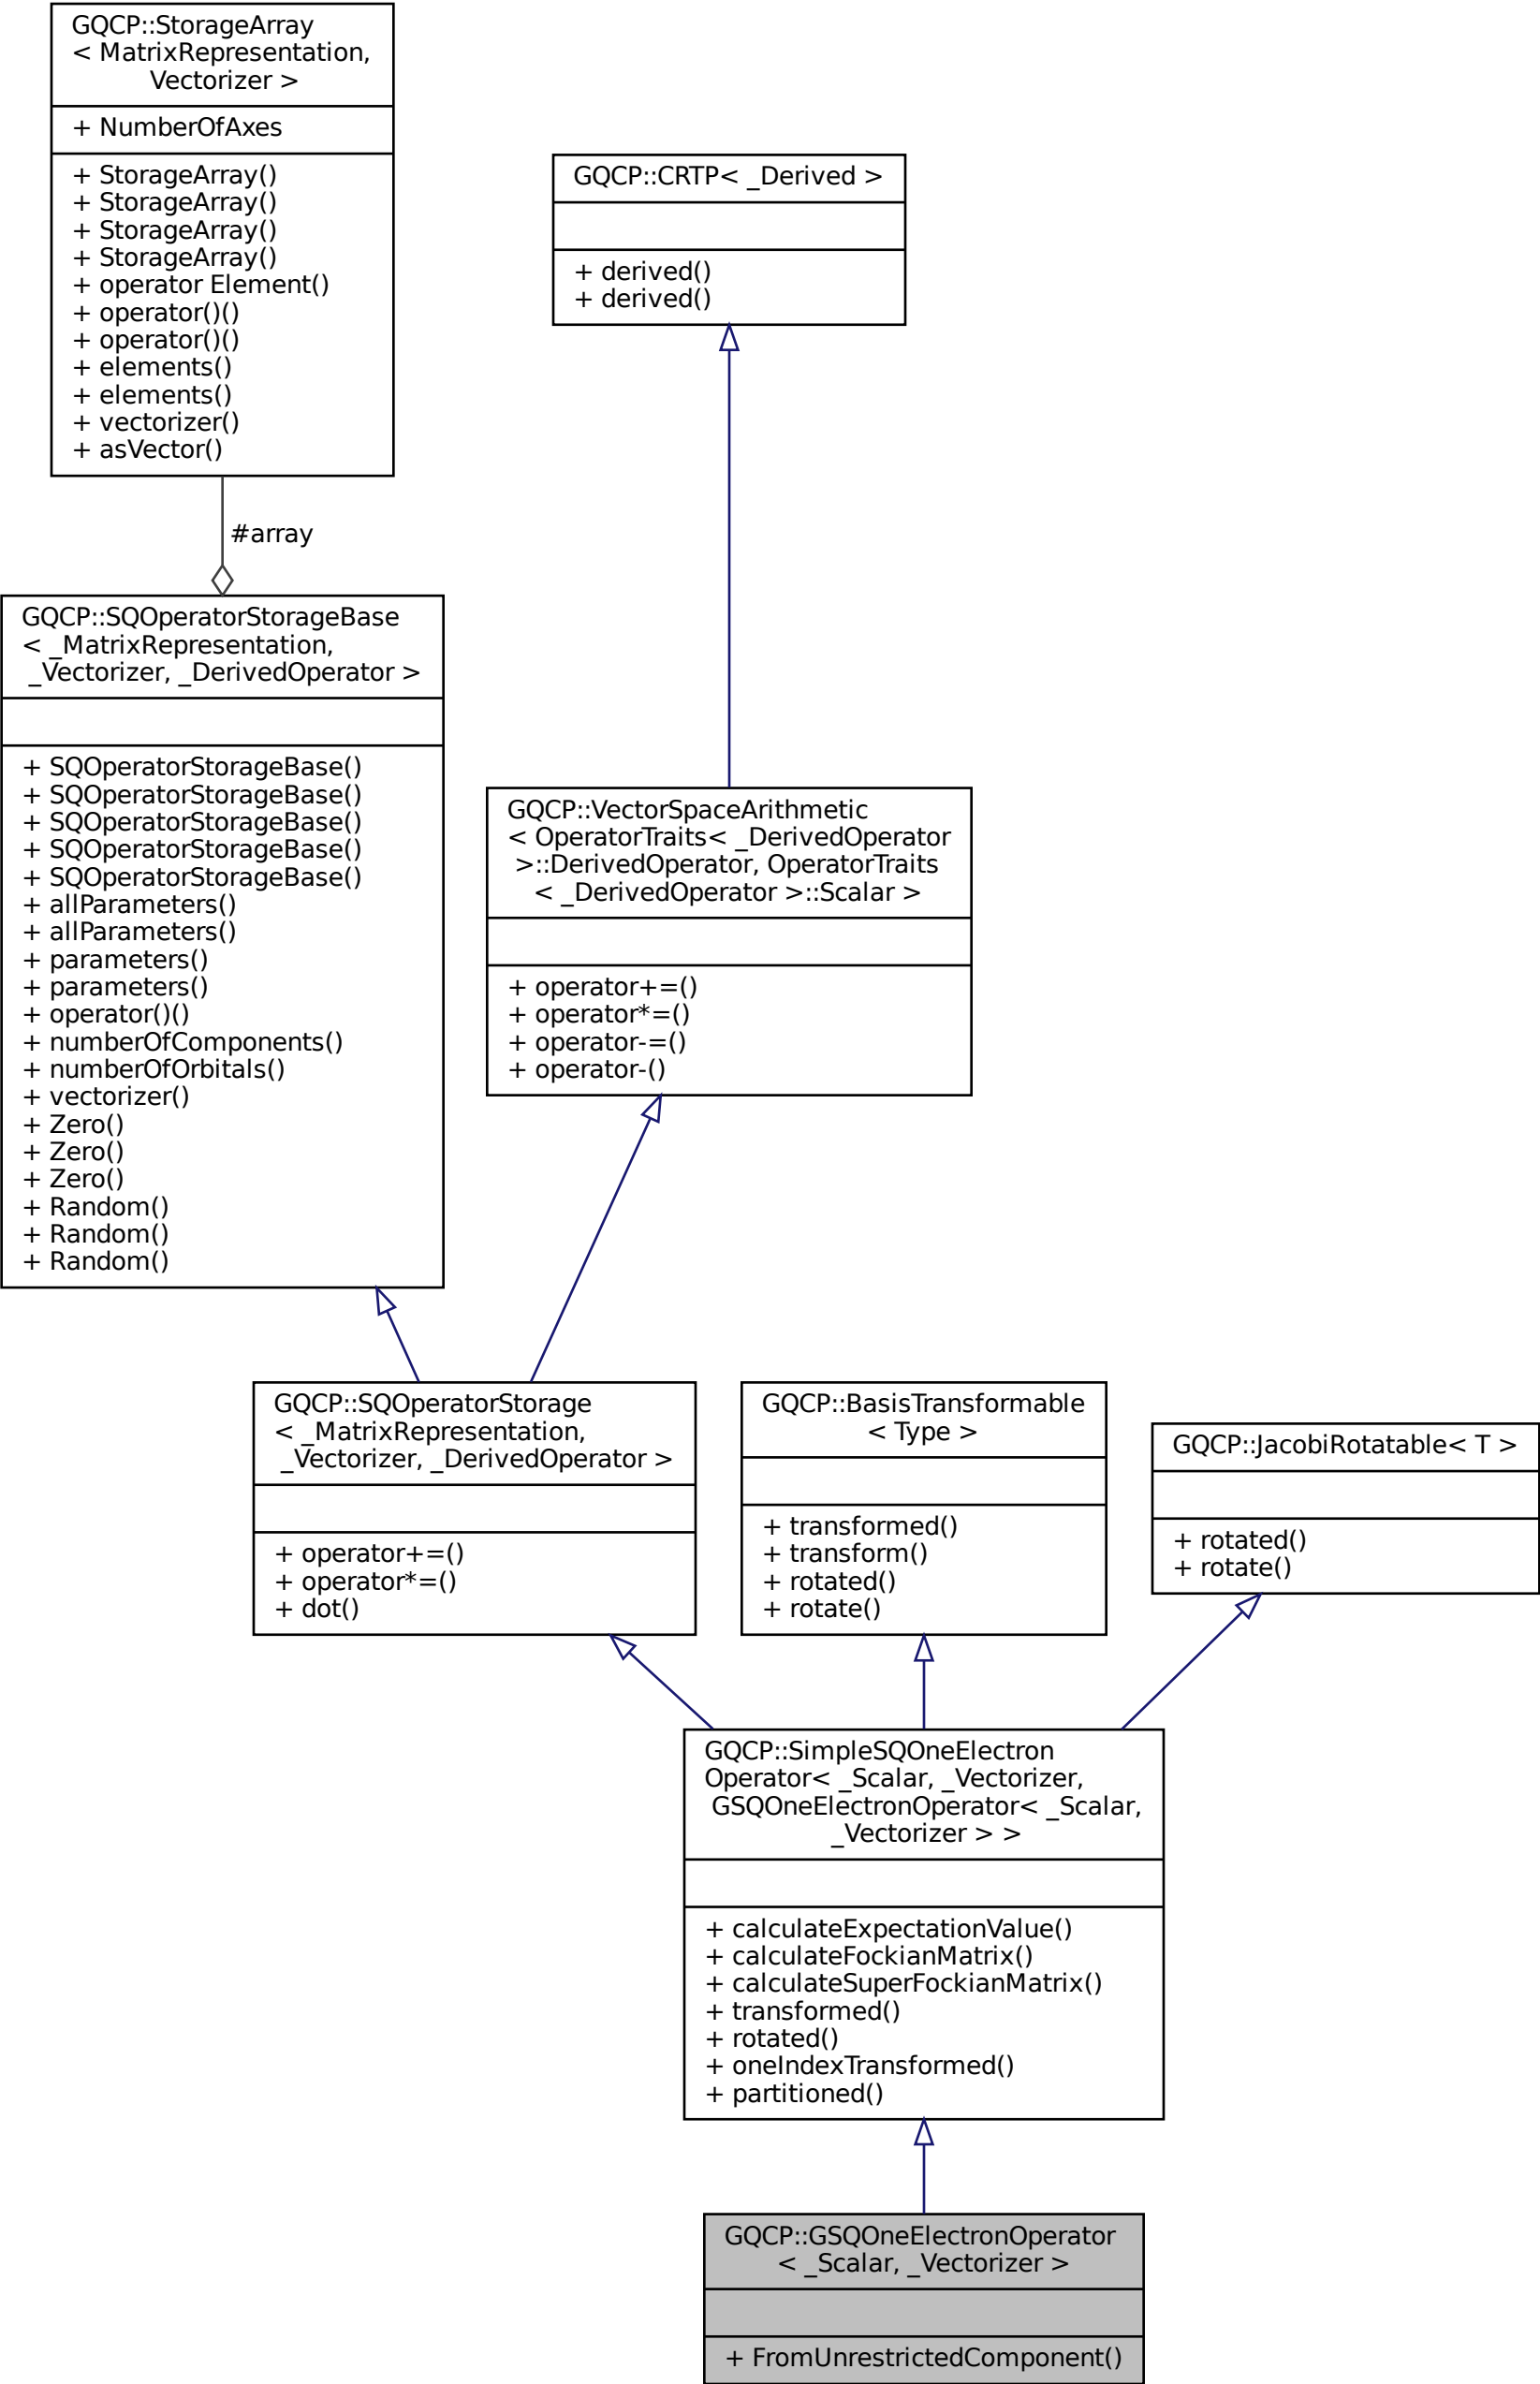 GQCP::StorageArray
< MatrixRepresentation,
Vectorizer >
+ NumberOfAxes
+ StorageArray()
+ StorageArray()
+ StorageArray()
+ StorageArray()
+ operator Element()
+ operator()()
+ operator()()
+ elements()
+ elements()
+ vectorizer()
+ asVector()
GQCP::CRTP< _Derived >
+ derived()
+ derived()
#array
GQCP::SQOperatorStorageBase
< _MatrixRepresentation,
_Vectorizer, _DerivedOperator >
+ SQOperatorStorageBase()
+ SQOperatorStorageBase()
+ SQOperatorStorageBase()
+ SQOperatorStorageBase()
+ SQOperatorStorageBase()
+ allParameters()
+ allParameters()
+ parameters()
+ parameters()
+ operator()()
+ numberOfComponents()
+ numberOfOrbitals()
+ vectorizer()
+ Zero()
+ Zero()
+ Zero()
+ Random()
+ Random()
+ Random()
GQCP::VectorSpaceArithmetic
< OperatorTraits< _DerivedOperator
>::DerivedOperator, OperatorTraits
< _DerivedOperator >::Scalar >
+ operator+=()
+ operator*=()
+ operator-=()
+ operator-()
GQCP::SQOperatorStorage
< _MatrixRepresentation,
_Vectorizer, _DerivedOperator >
+ operator+=()
+ operator*=()
+ dot()
GQCP::BasisTransformable
< Type >
+ transformed()
+ transform()
+ rotated()
+ rotate()
GQCP::JacobiRotatable< T >
+ rotated()
+ rotate()
GQCP::SimpleSQOneElectron
Operator< _Scalar, _Vectorizer,
GSQOneElectronOperator< _Scalar,
_Vectorizer > >
+ calculateExpectationValue()
+ calculateFockianMatrix()
+ calculateSuperFockianMatrix()
+ transformed()
+ rotated()
+ oneIndexTransformed()
+ partitioned()
GQCP::GSQOneElectronOperator
< _Scalar, _Vectorizer >
+ FromUnrestrictedComponent()